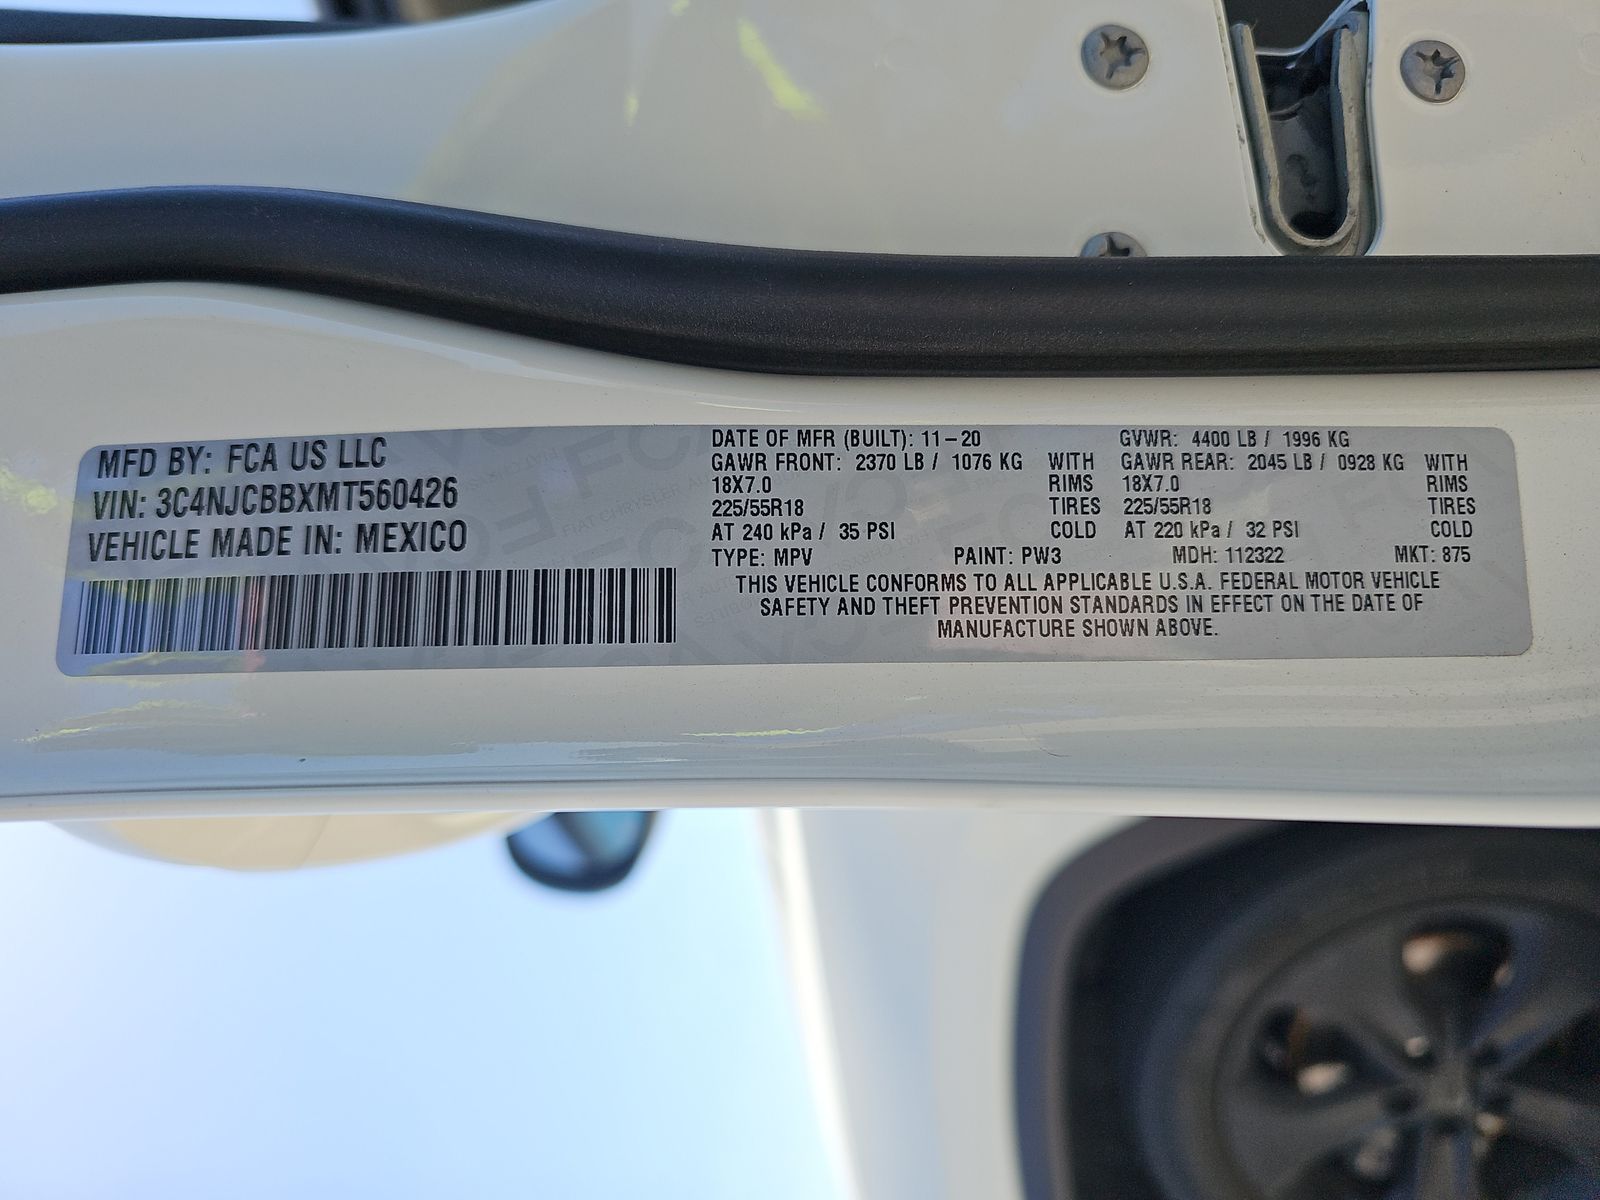 MFD BY: FCA US LLC
VIN: 3C4NJCBBXMT560426
VEHICLE MADE IN: MEXICO
DATE OF MFR (BUILT): 11-20 GVWR: 4400 LB / 1996 KG
GAWR FRONT: 2370 LB / 1076 KG WITH GAWR REAR: 2045 LB / 0928 KG WITH
18X7.0 RIMS 18X7.0 RIMS
225/55R18 TIRES 225/55R18 TIRES
AT 240 kPa / 35 PSI COLD AT 220 kPa / 32 PSI COLD
TYPE: MPV PAINT: PW3 MDH: 112322 MKT: 875
THIS VEHICLE CONFORMS TO ALL APPLICABLE U.S.A. FEDERAL MOTOR VEHICLE
SAFETY AND THEFT PREVENTION STANDARDS IN EFFECT ON THE DATE OF
MANUFACTURE SHOWN ABOVE.